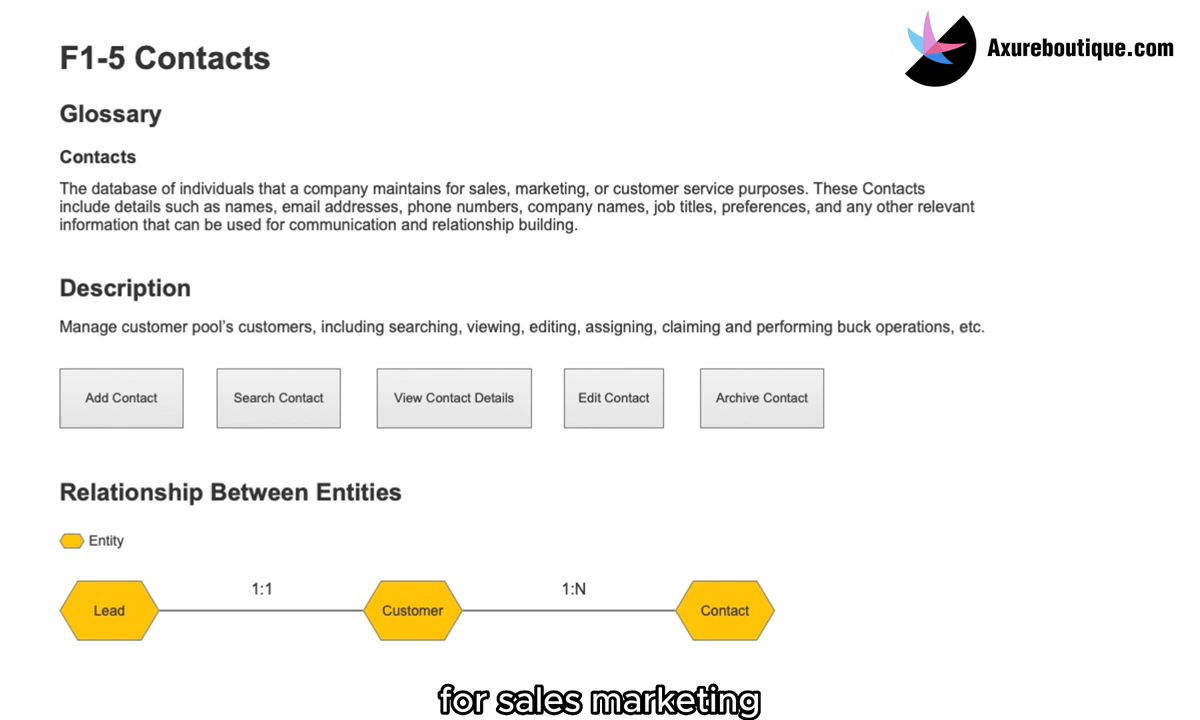 Axureboutique.com
F1-5 Contacts
Glossary
Contacts
The database of individuals that a company maintains for sales, marketing, or customer service purposes. These Contacts
include details such as names, email addresses, phone numbers, company names, job titles, preferences, and any other relevant
information that can be used for communication and relationship building.
Description
Manage customer pool's customers, including searching, viewing, editing, assigning, claiming and performing buck operations, etc.
Add Contact
Search Contact
View Contact Details
Edit Contact
Archive Contact
Relationship Between Entities
Entity
Lead
1:1
Customer
1:N
Contact
for sales marketing